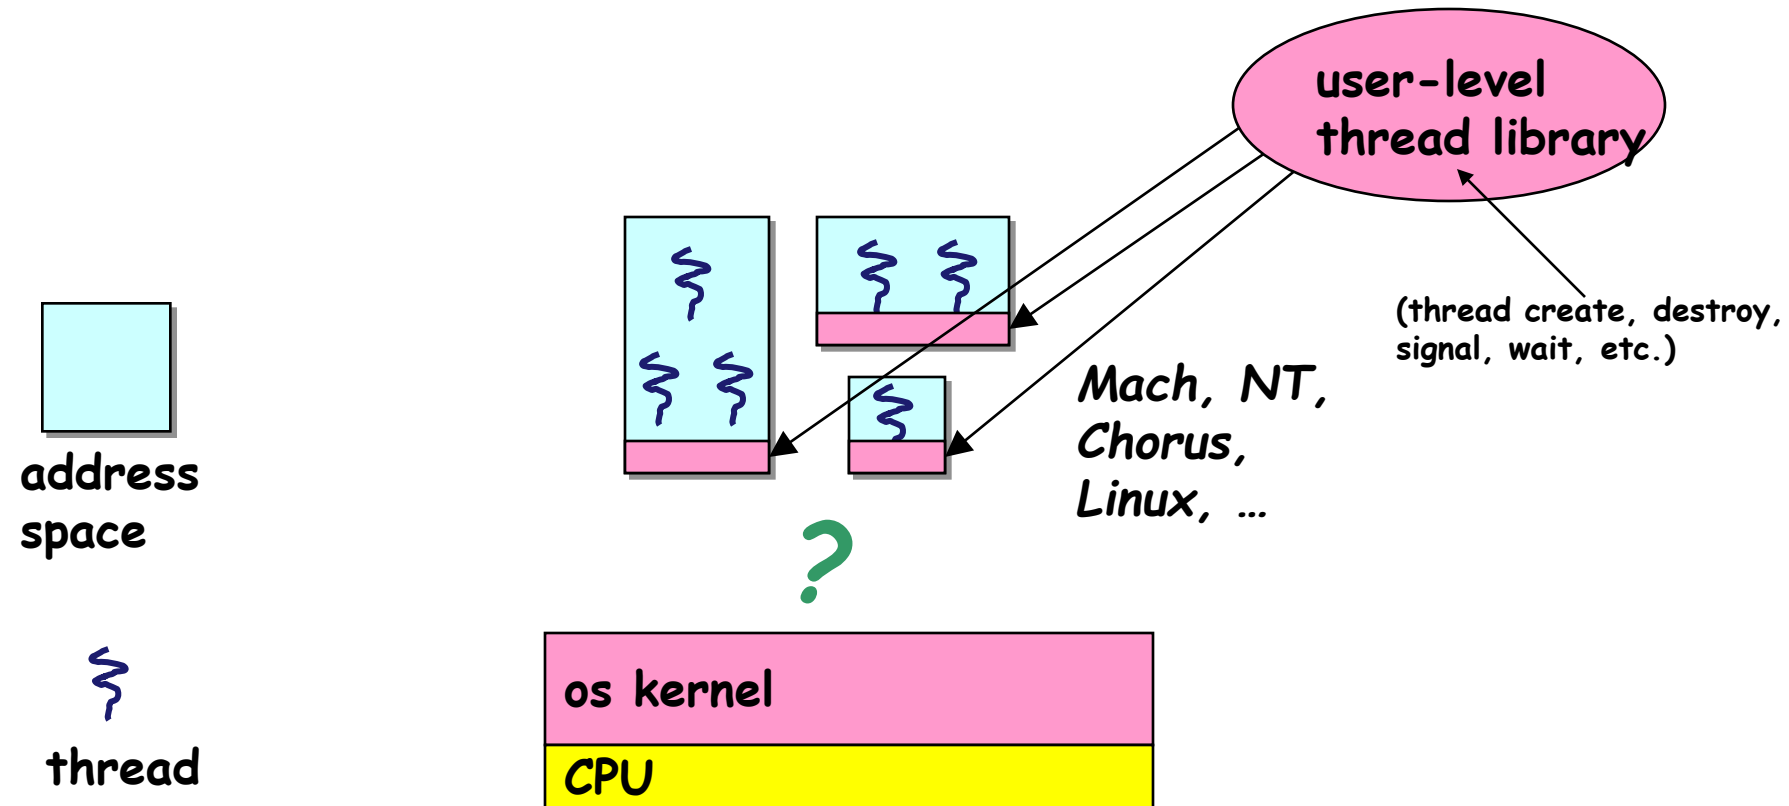 user-level
thread library
(thread create, destroy,
signal, wait, etc.)
Mach, NT,
Chorus,
Linux, …
address
space
?
os kernel
thread
CPU